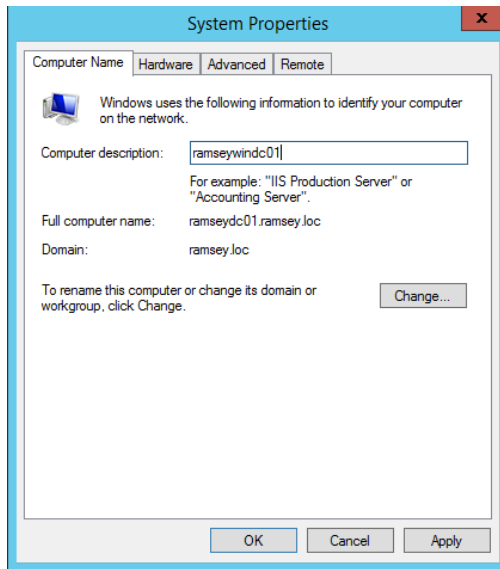 System Properties
x
Computer Name Hardware Advanced Remote
Windows uses the following information to identify your computer
on the network.
Computer description: ramseywindc01
For example: "IIS Production Server" or
"Accounting Server".
Full computer name: ramseydc01.ramsey.loc
Domain: ramsey.loc
To rename this computer or change its domain or
workgroup, click Change.
Change...
OK Cancel Apply